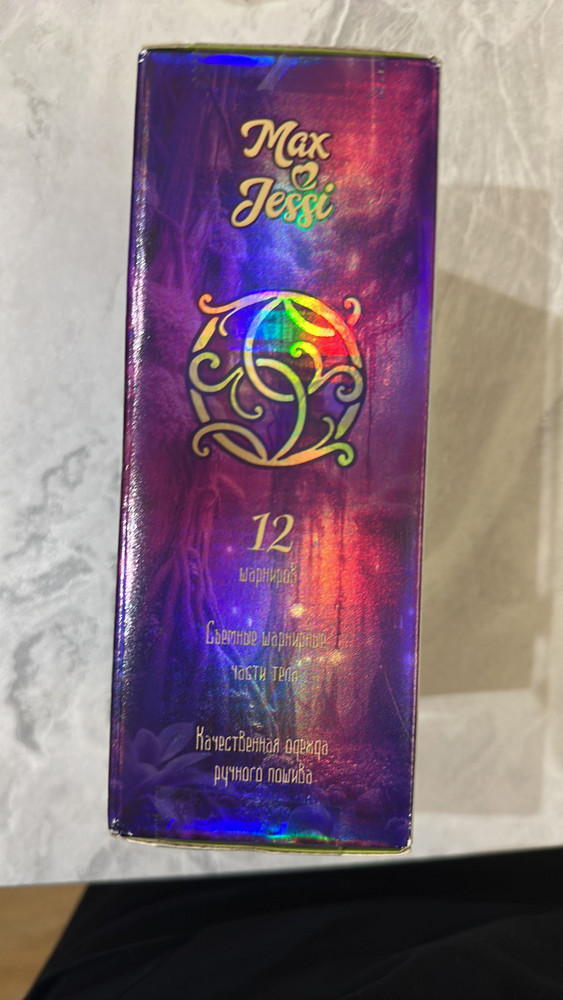 Max
Jessi
12
шарниров
Съемные шарнирные
части тела
Качественная одежда
ручного пошива